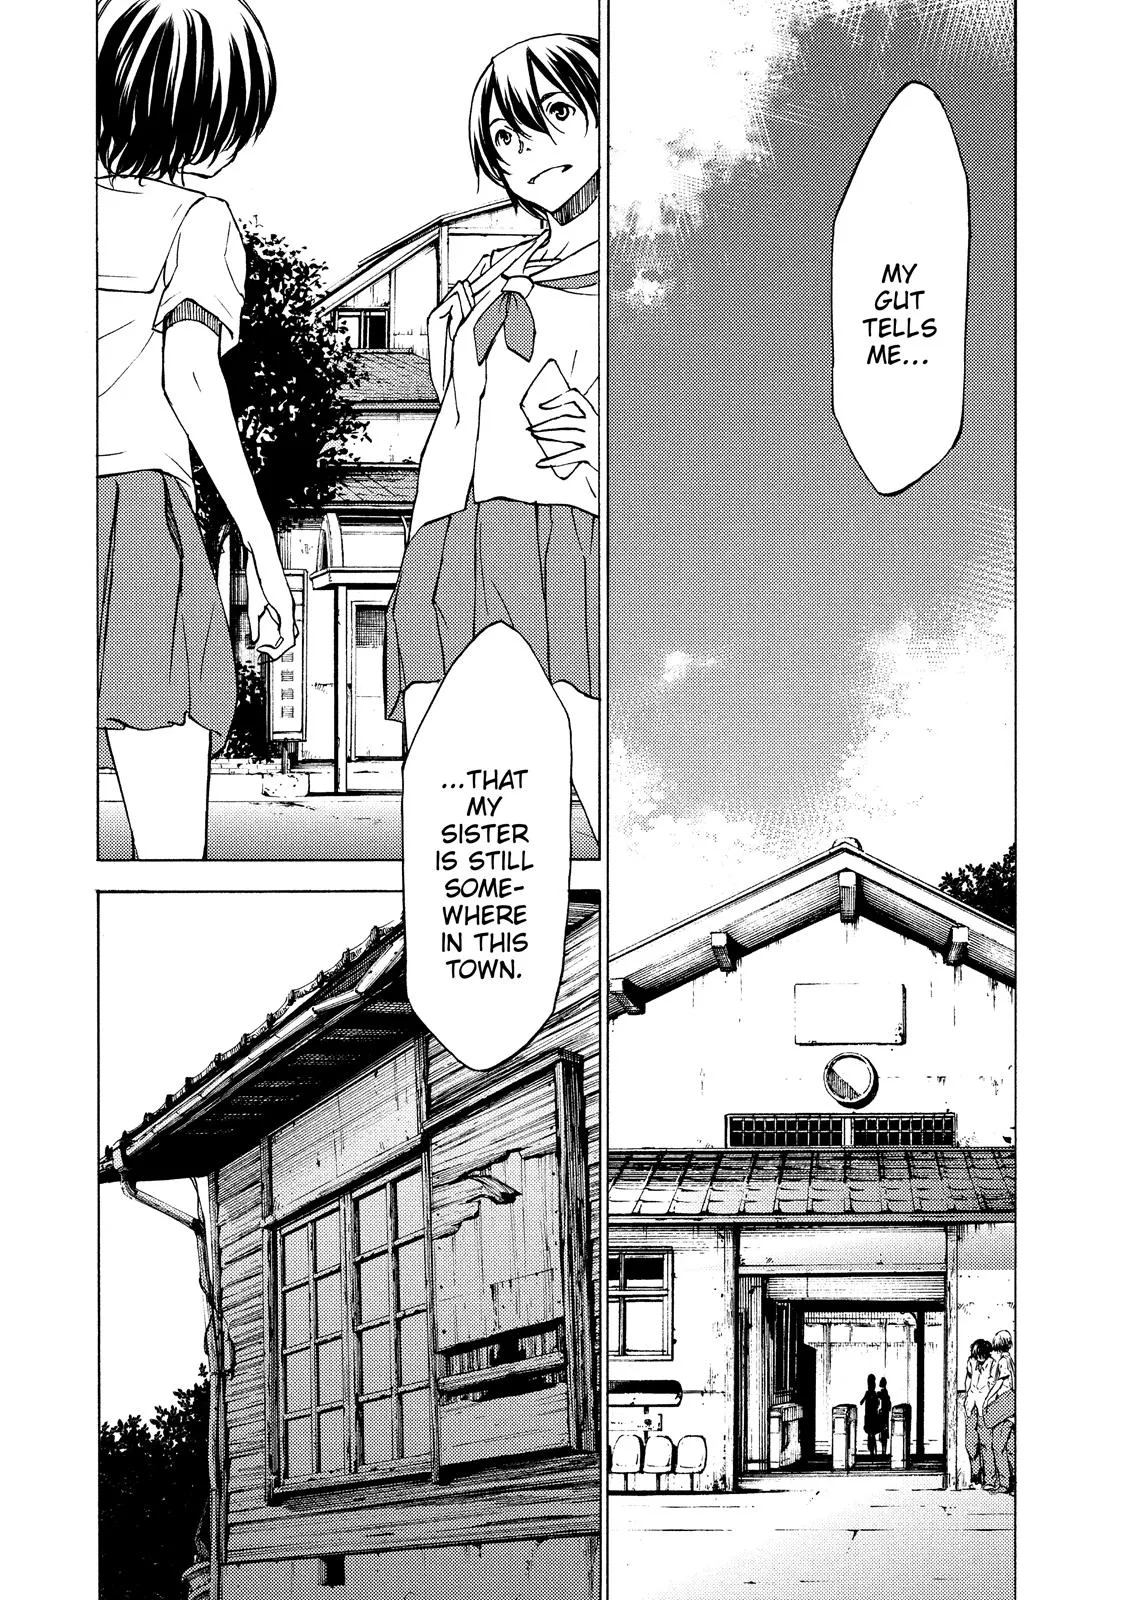 MY
GUT
TELLS
ME...
...THAT
MY
SISTER
IS STILL
SOME-
WHERE
IN THIS
TOWN.